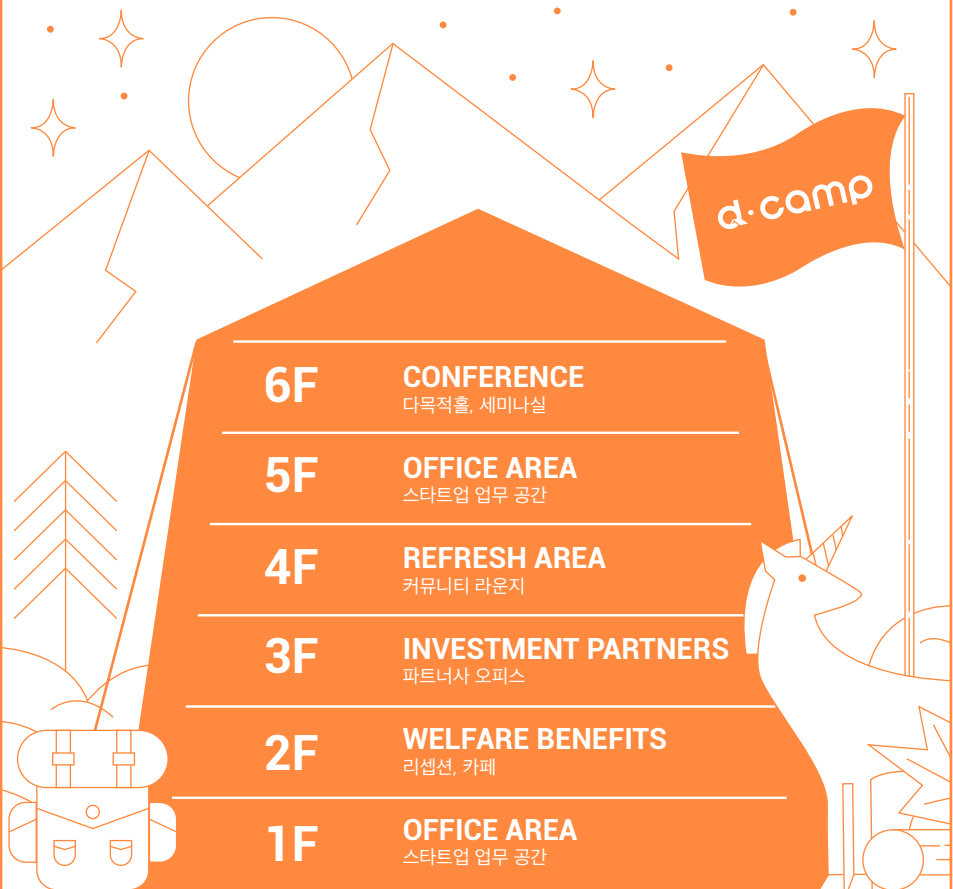 d·camp
6F
CONFERENCE
다목적홀, 세미나실
5F
OFFICE AREA
스타트업 업무 공간
4F
REFRESH AREA
커뮤니티 라운지
3F
INVESTMENT PARTNERS
파트너사 오피스
2F
WELFARE BENEFITS
리셉션, 카페
1F
OFFICE AREA
스타트업 업무 공간